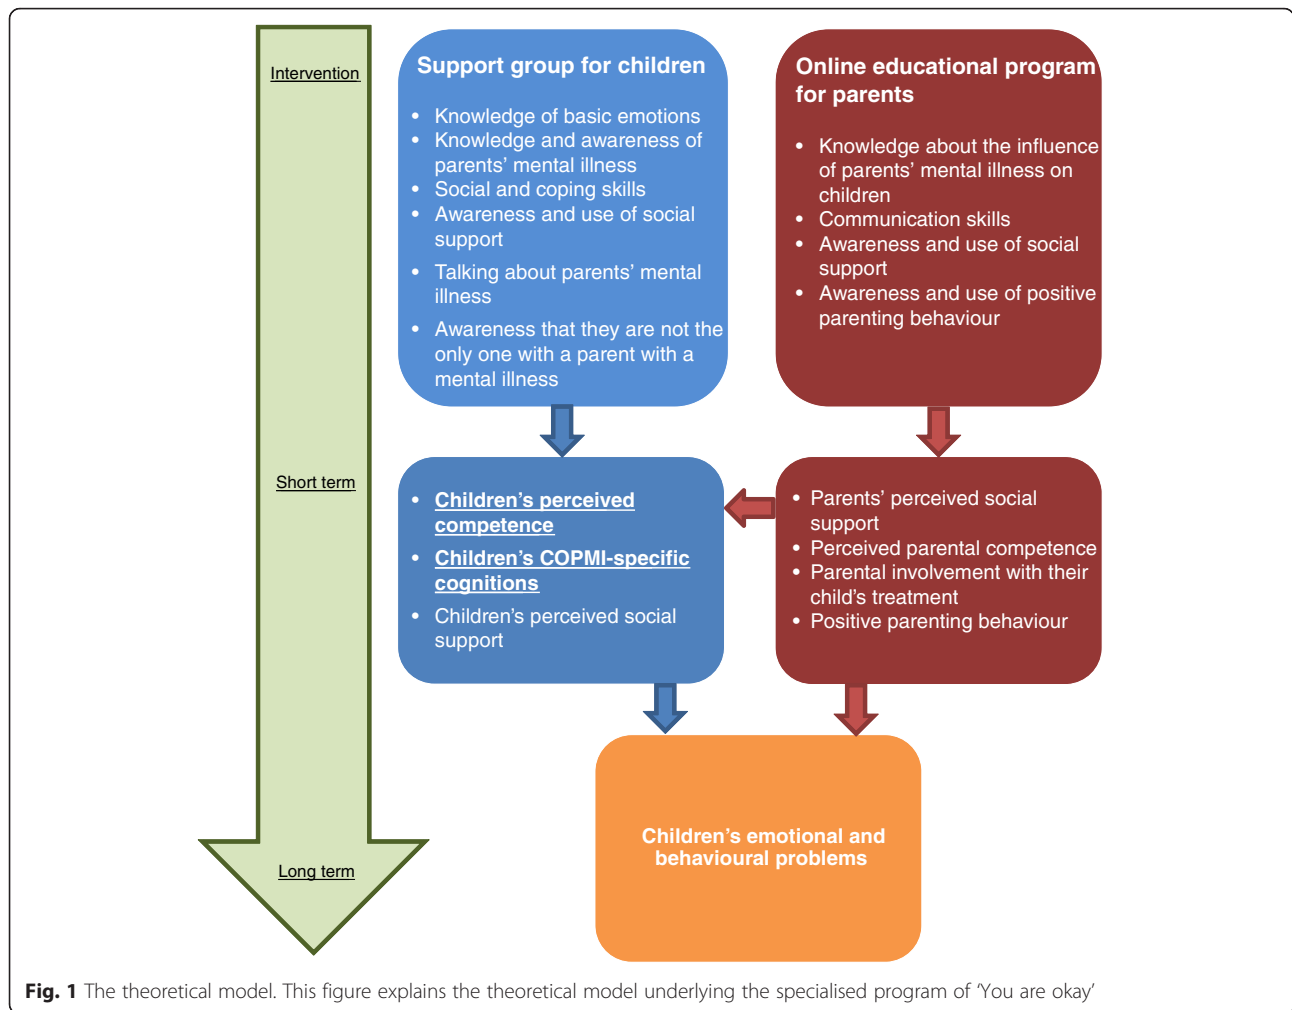 Intervention
Support group for children
• Knowledge of basic emotions
• Knowledge and awareness of
parents’ mental illness
• Social and coping skills
• Awareness and use of social
support
• Talking about parents’ mental
illness
• Awareness that they are not the
only one with a parent with a
mental illness
Online educational program
for parents
• Knowledge about the influence
of parents’ mental illness on
children
• Communication skills
• Awareness and use of social
support
• Awareness and use of positive
parenting behaviour
Short term
• Children’s perceived
competence
• Children’s COPMI-specific
cognitions
• Children’s perceived social
support
• Parents’ perceived social
support
• Perceived parental competence
• Parental involvement with their
child’s treatment
• Positive parenting behaviour
Long term
Children’s emotional and
behavioural problems
Fig. 1 The theoretical model. This figure explains the theoretical model underlying the specialised program of ‘You are okay’